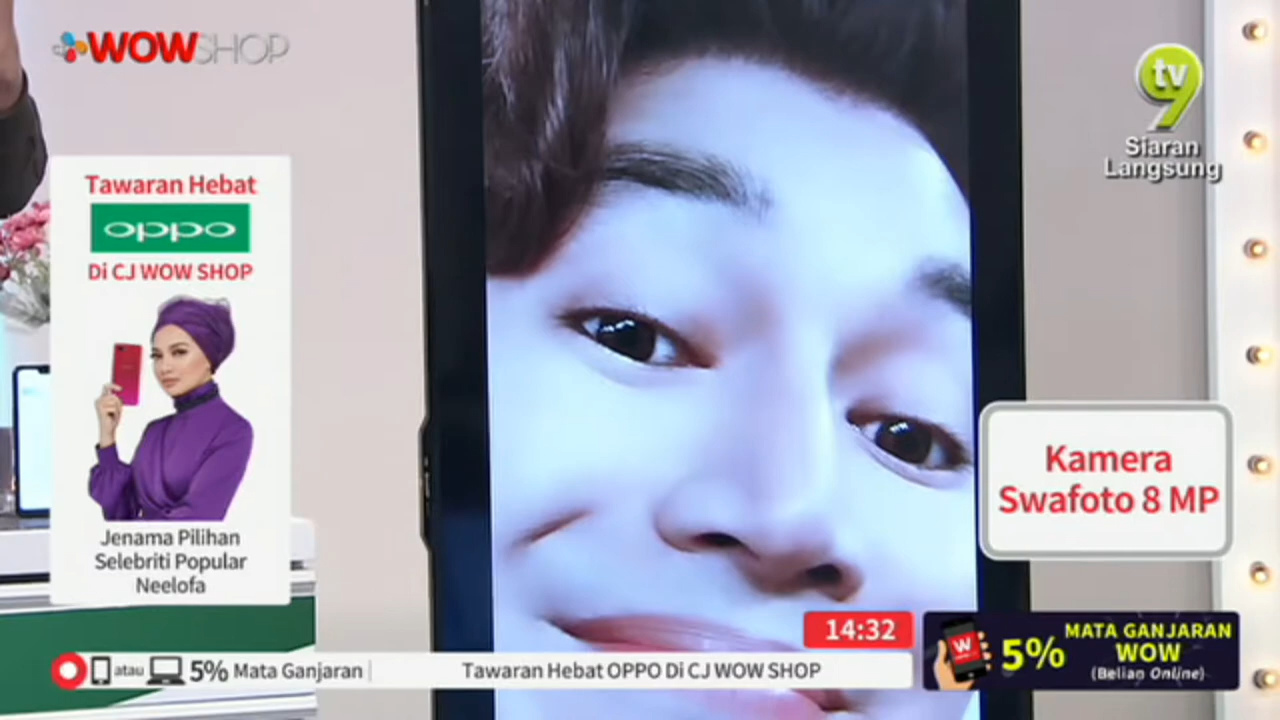 WOWSHOP
tv9
Siaran
Langsung
Tawaran Hebat
oppo
Di CJ WOW SHOP
Jenama Pilihan
Selebriti Popular
Neelofa
Kamera
Swafoto 8 MP
14:32
atau 5% Mata Ganjaran
Tawaran Hebat OPPO Di CJ WOW SHOP
W
5%
MATA GANJARAN
WOW
(Belian Online)